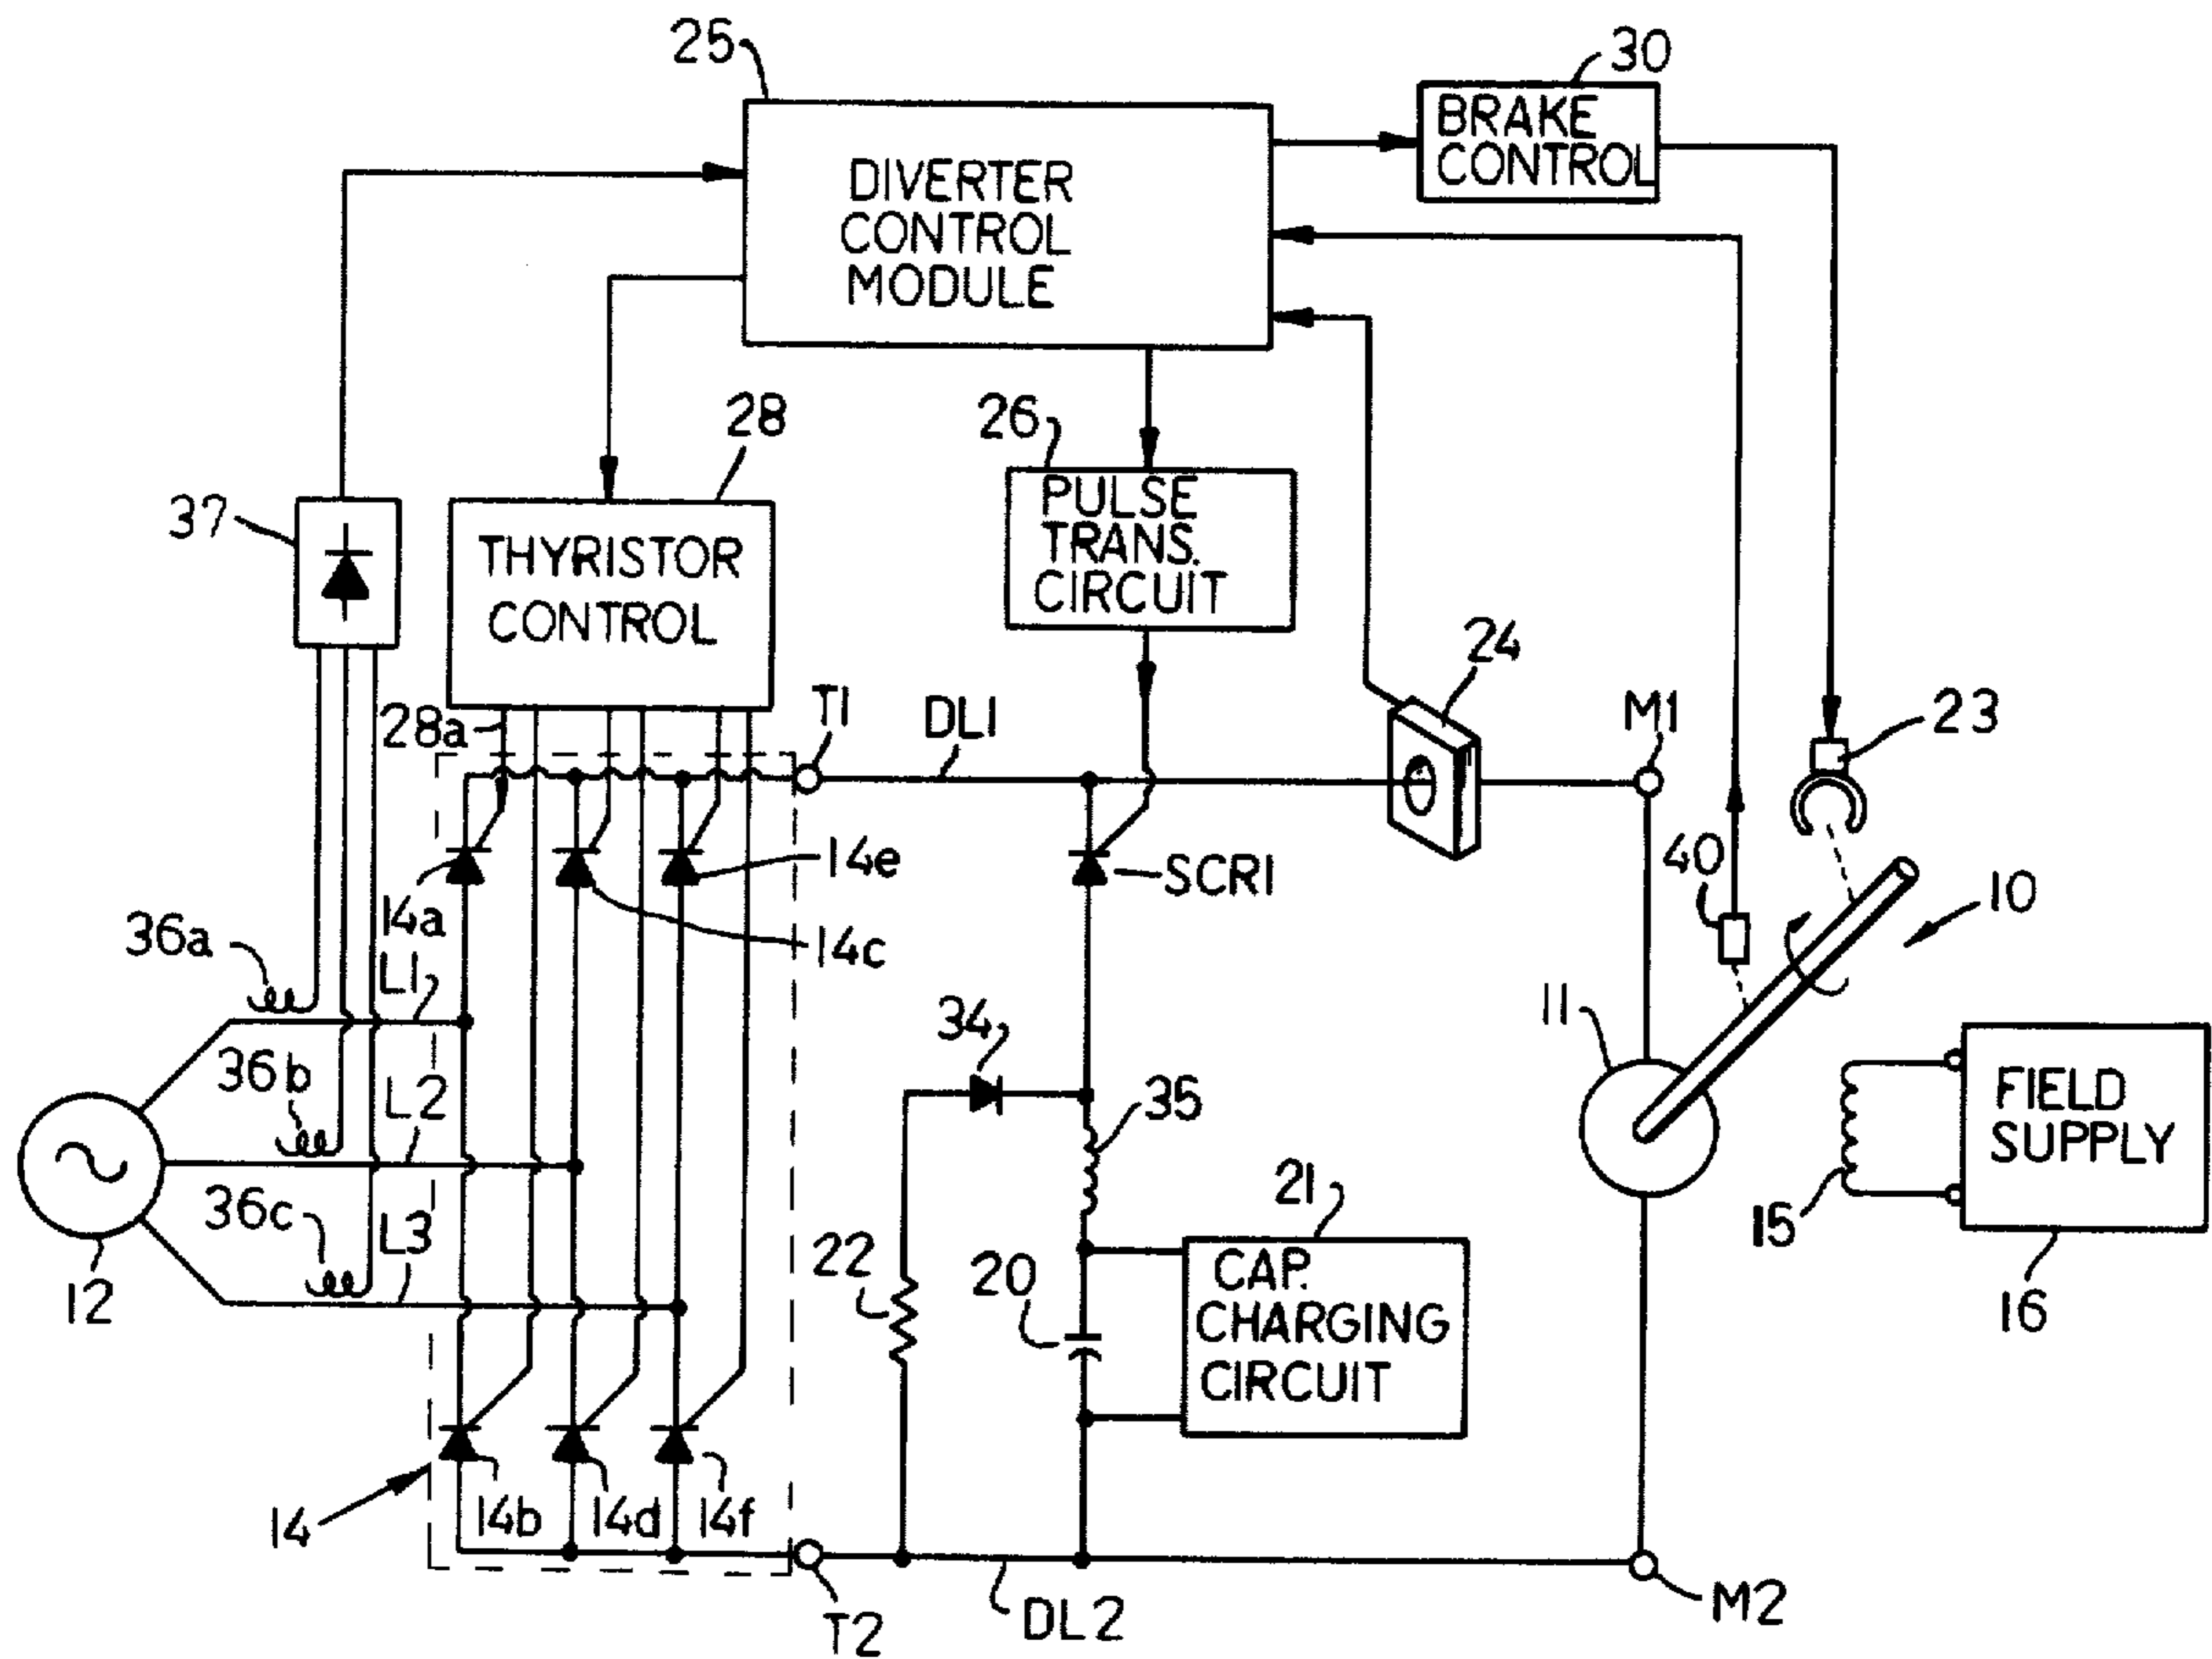 25
30
BRAKE
CONTROL
DIVERTER
CONTROL
MODULE
28
26
37
THYRISTOR
CONTROL
PULSE
TRANS.
CIRCUIT
24
28a
T1
DL1
M1
23
14a
14e
SCR1
40
10
36a
14c
L1
34
11
36b
L2
35
FIELD
SUPPLY
36c
L3
22
20
21
CAP.
CHARGING
CIRCUIT
15
12
16
14
14b
14d
14f
T2
DL2
M2